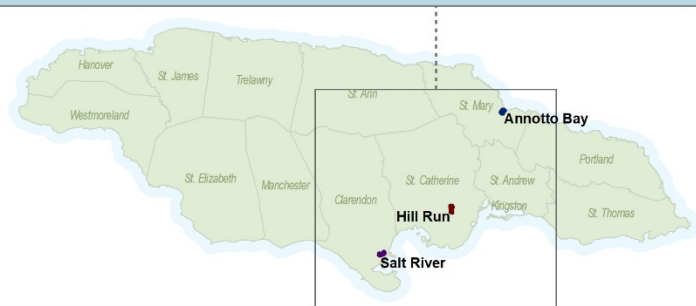 Hanover
St. James
Trelawny
St. Ann
St. Mary
Annotto Bay
Westmoreland
Portland
St. Elizabeth
Manchester
Clarendon
St. Catherine
St. Andrew
Kingston
Hill Run
St. Thomas
Salt River